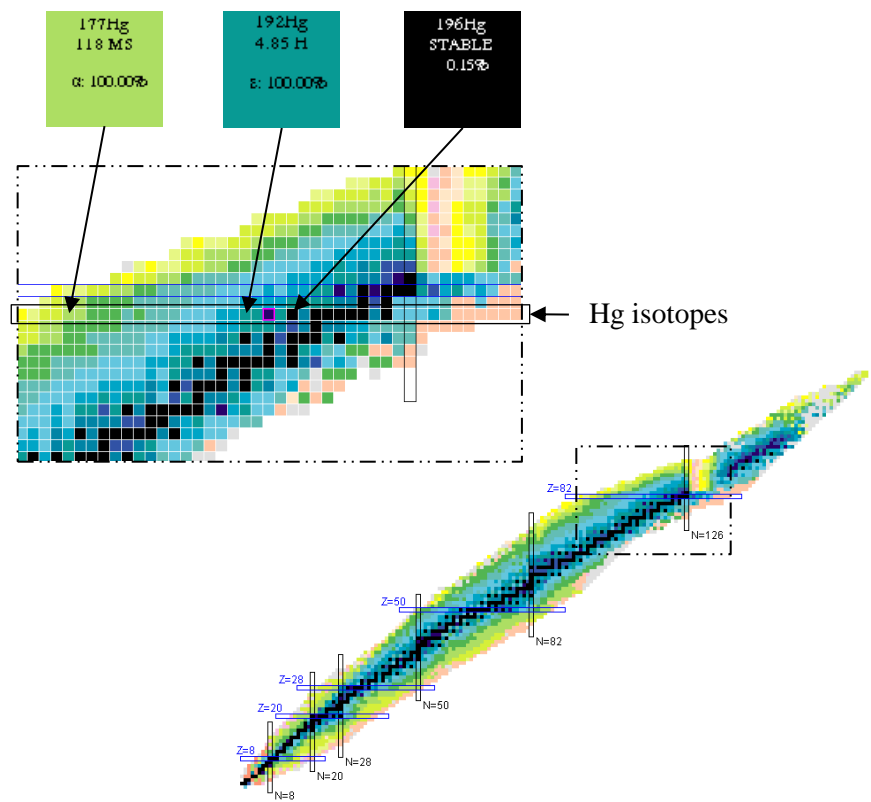 177Hg
118 MS
α: 100.00%
192Hg
4.85 H
ε: 100.00%
196Hg
STABLE
0.15%
Hg isotopes
Z=82
N=126
Z=50
N=82
Z=28
N=50
Z=20
N=28
Z=8
N=20
N=8